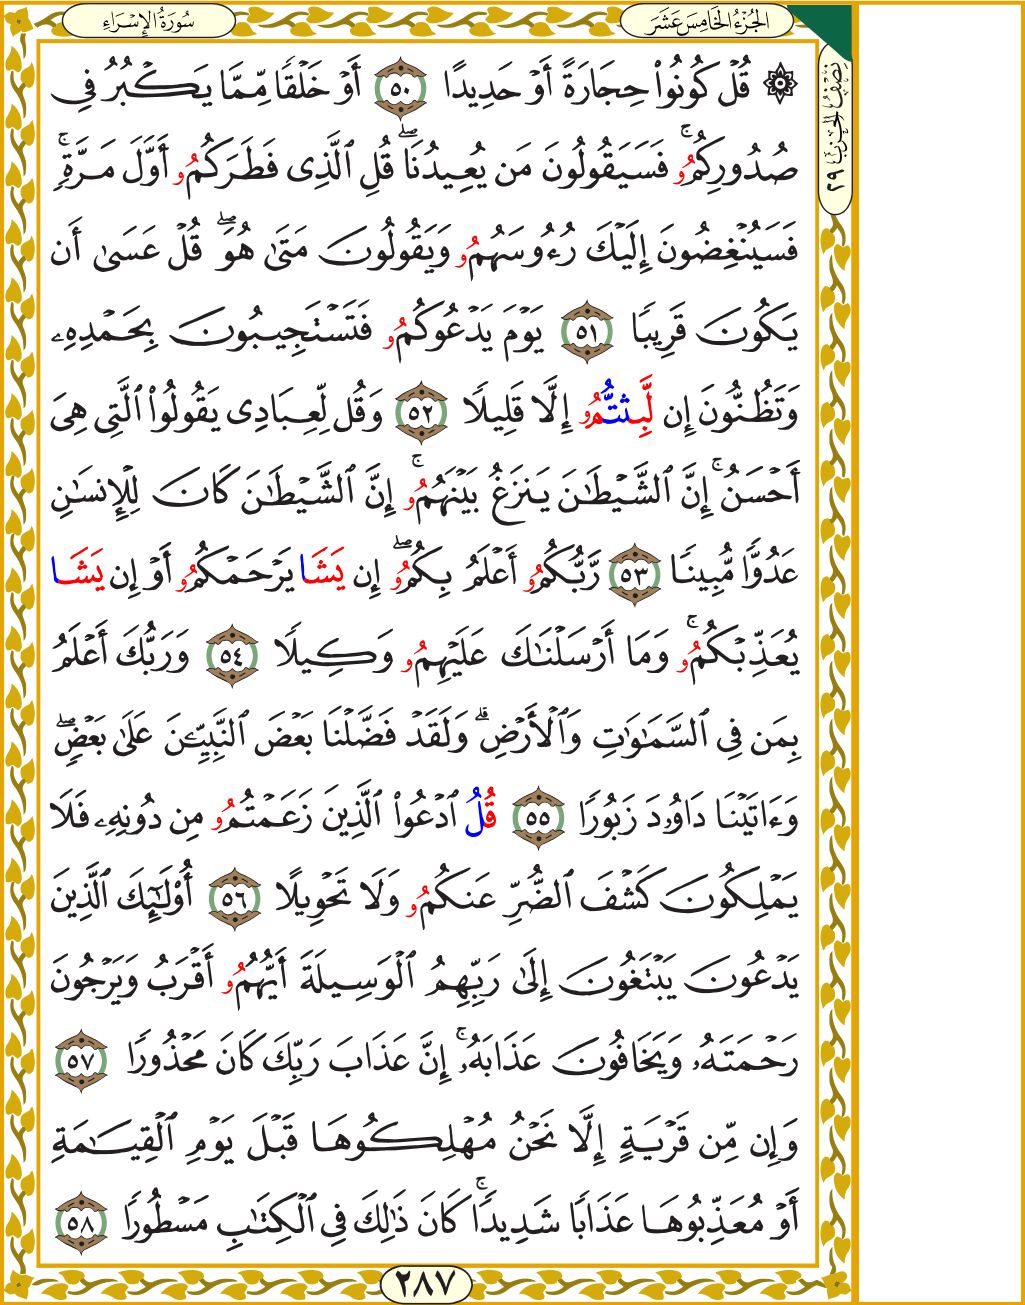 سُورَةُ الإِسْرَاءِ
الجُزْءُ الخَامِسَ عَشَرَ
نِصْفُ الحِزْبِ ٢٩
۞ قُلْ كُونُوا۟ حِجَارَةً أَوْ حَدِيدًا ٥٠ أَوْ خَلْقًا مِّمَّا يَكْبُرُ فِى
صُدُورِكُمُۥۚ فَسَيَقُولُونَ مَن يُعِيدُنَاۖ قُلِ ٱلَّذِى فَطَرَكُمُۥ أَوَّلَ مَرَّةٍۚ
فَسَيُنْغِضُونَ إِلَيْكَ رُءُوسَهُمُۥ وَيَقُولُونَ مَتَىٰ هُوَۖ قُلْ عَسَىٰ أَن
يَكُونَ قَرِيبًا ٥١ يَوْمَ يَدْعُوكُمُۥ فَتَسْتَجِيبُونَ بِحَمْدِهِۦ
وَتَظُنُّونَ إِن لَّبِثتُّمُۥ إِلَّا قَلِيلًا ٥٢ وَقُل لِّعِبَادِى يَقُولُوا۟ ٱلَّتِى هِىَ
أَحْسَنُۚ إِنَّ ٱلشَّيْطَٰنَ يَنزَغُ بَيْنَهُمُۥۚ إِنَّ ٱلشَّيْطَٰنَ كَانَ لِلْإِنسَٰنِ
عَدُوًّا مُّبِينًا ٥٣ رَّبُّكُمُۥ أَعْلَمُ بِكُمُۥۖ إِن يَشَا يَرْحَمْكُمُۥ أَوْ إِن يَشَا
يُعَذِّبْكُمُۥۚ وَمَا أَرْسَلْنَٰكَ عَلَيْهِمُۥ وَكِيلًا ٥٤ وَرَبُّكَ أَعْلَمُ
بِمَن فِى ٱلسَّمَٰوَٰتِ وَٱلْأَرْضِۗ وَلَقَدْ فَضَّلْنَا بَعْضَ ٱلنَّبِيِّۦنَ عَلَىٰ بَعْضٍۖ
وَءَاتَيْنَا دَاوُۥدَ زَبُورًا ٥٥ قُلُ ٱدْعُوا۟ ٱلَّذِينَ زَعَمْتُمُۥ مِن دُونِهِۦ فَلَا
يَمْلِكُونَ كَشْفَ ٱلضُّرِّ عَنكُمُۥ وَلَا تَحْوِيلًا ٥٦ أُو۟لَٰٓئِكَ ٱلَّذِينَ
يَدْعُونَ يَبْتَغُونَ إِلَىٰ رَبِّهِمُ ٱلْوَسِيلَةَ أَيُّهُمُۥ أَقْرَبُ وَيَرْجُونَ
رَحْمَتَهُۥ وَيَخَافُونَ عَذَابَهُۥۚ إِنَّ عَذَابَ رَبِّكَ كَانَ مَحْذُورًا ٥٧
وَإِن مِّن قَرْيَةٍ إِلَّا نَحْنُ مُهْلِكُوهَا قَبْلَ يَوْمِ ٱلْقِيَٰمَةِ
أَوْ مُعَذِّبُوهَا عَذَابًا شَدِيدًاۚ كَانَ ذَٰلِكَ فِى ٱلْكِتَٰبِ مَسْطُورًا ٥٨
٢٨٧